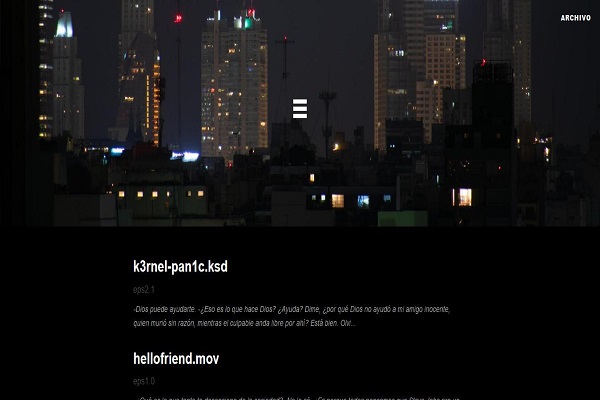 ARCHIVO
k3rnel-pan1c.ksd
eps2.1
-Dios puede ayudarte. -¿Eso es lo que hace Dios? ¿Ayuda? Dime, ¿por qué Dios no ayudó a mi amigo inocente,
quien murió sin razón, mientras el culpable anda libre por ahí? Está bien. Olvi...
hellofriend.mov
eps1.0